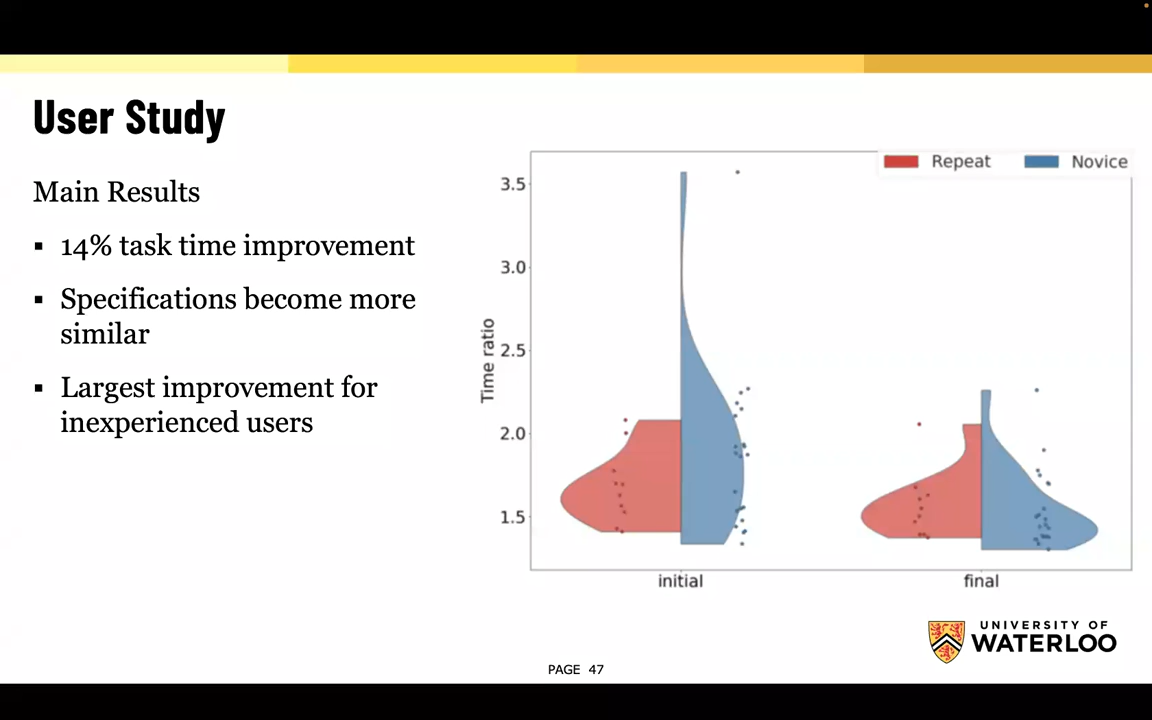 User Study
Main Results
▪ 14% task time improvement
▪ Specifications become more
similar
▪ Largest improvement for
inexperienced users
Repeat Novice
Time ratio
3.5
3.0
2.5
2.0
1.5
initial final
UNIVERSITY OF
WATERLOO
PAGE 47